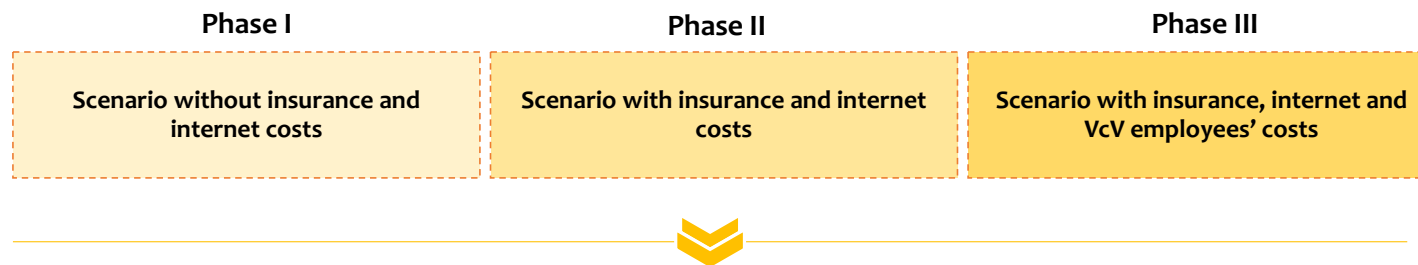 Phase I
Phase II
Phase III
Scenario without insurance and
internet costs
Scenario with insurance and internet
costs
Scenario with insurance, internet and
VcV employees’ costs